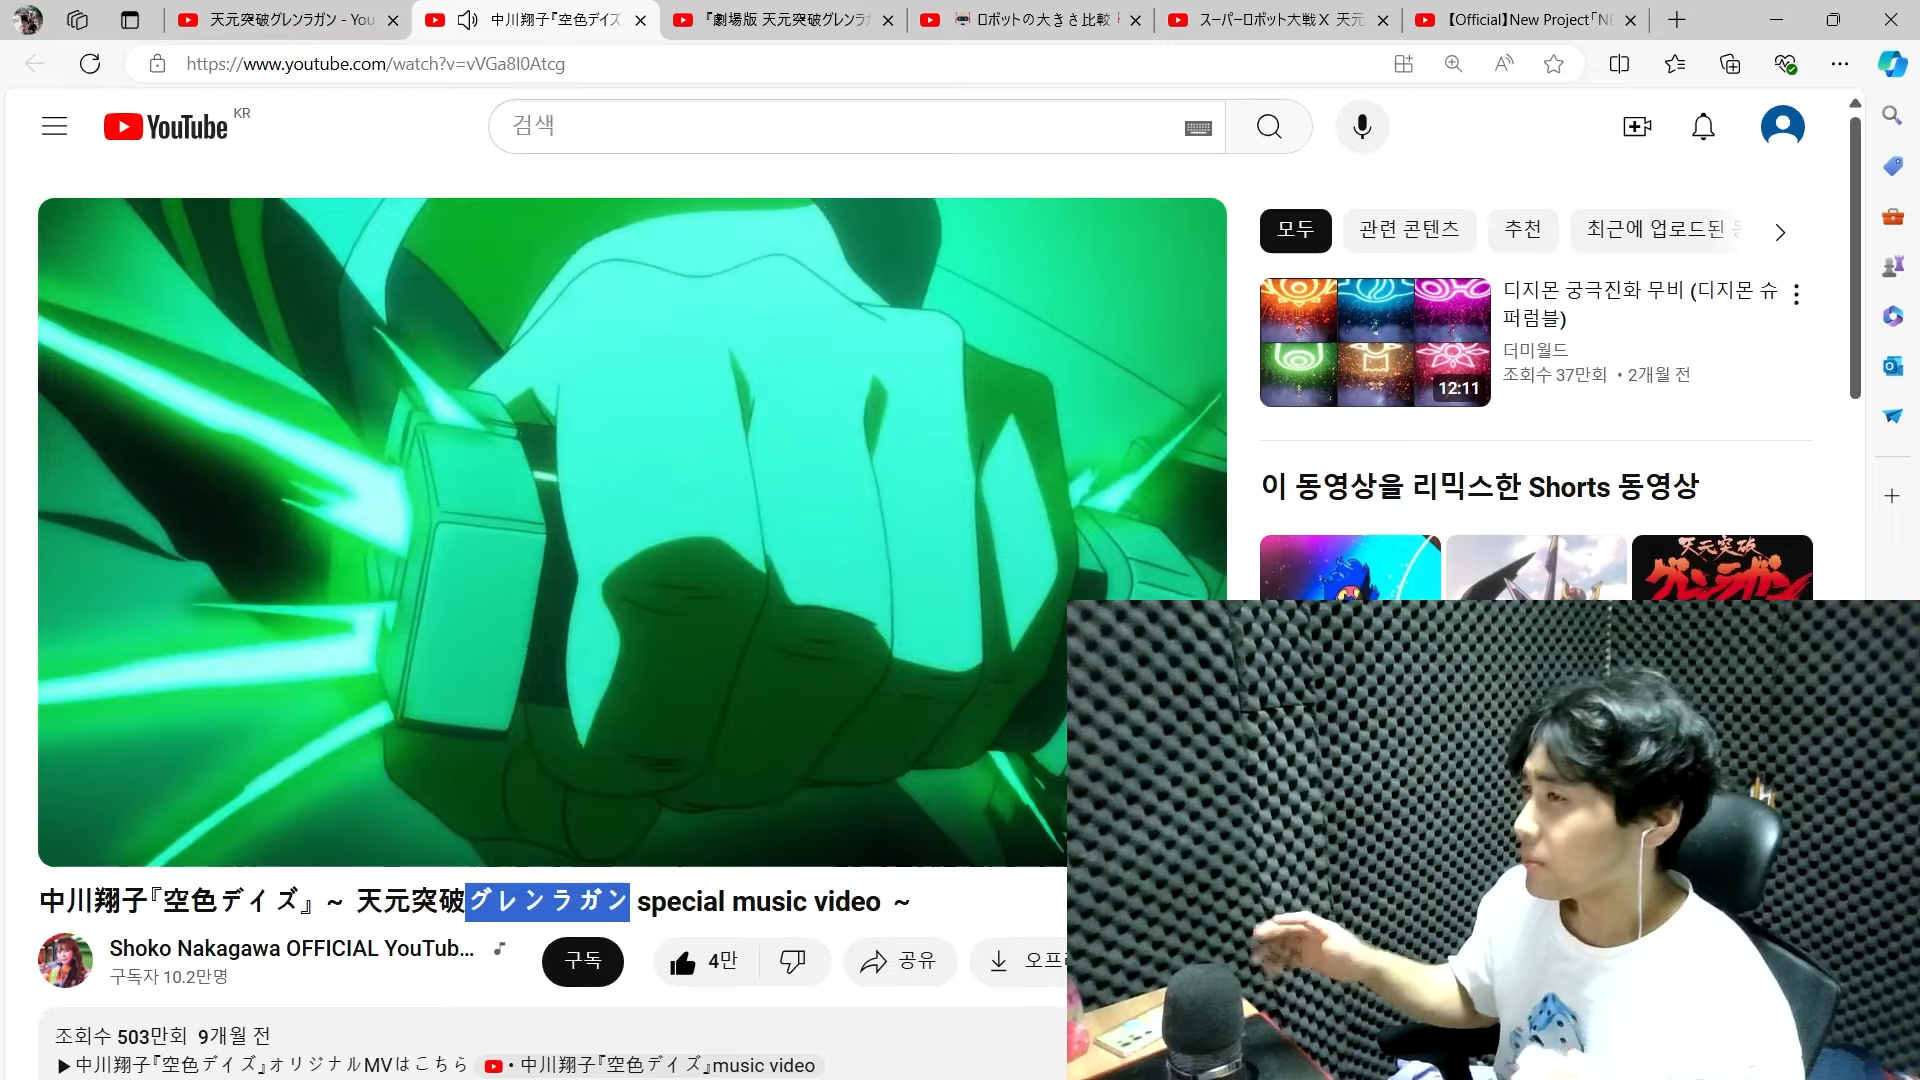 天元突破グレンラガン - You
中川翔子『空色デイズ
『劇場版 天元突破グレンラガ
ロボットの大きさ比較
スーパーロボット大戦X 天元
【Official】New Project「NE
https://www.youtube.com/watch?v=vVGa8I0Atcg
YouTube KR
검색
모두
관련 콘텐츠
추천
최근에 업로드된 동
디지몬 궁극진화 무비 (디지몬 슈
퍼럼블)
더미월드
조회수 37만회 • 2개월 전
12:11
이 동영상을 리믹스한 Shorts 동영상
天元突破
グレンラガン
中川翔子『空色デイズ』 ~ 天元突破グレンラガン special music video ~
Shoko Nakagawa OFFICIAL YouTub...
구독자 10.2만명
구독
4만
공유
오프
조회수 503만회 9개월 전
▶中川翔子『空色デイズ』オリジナルMVはこちら • 中川翔子『空色デイズ』music video